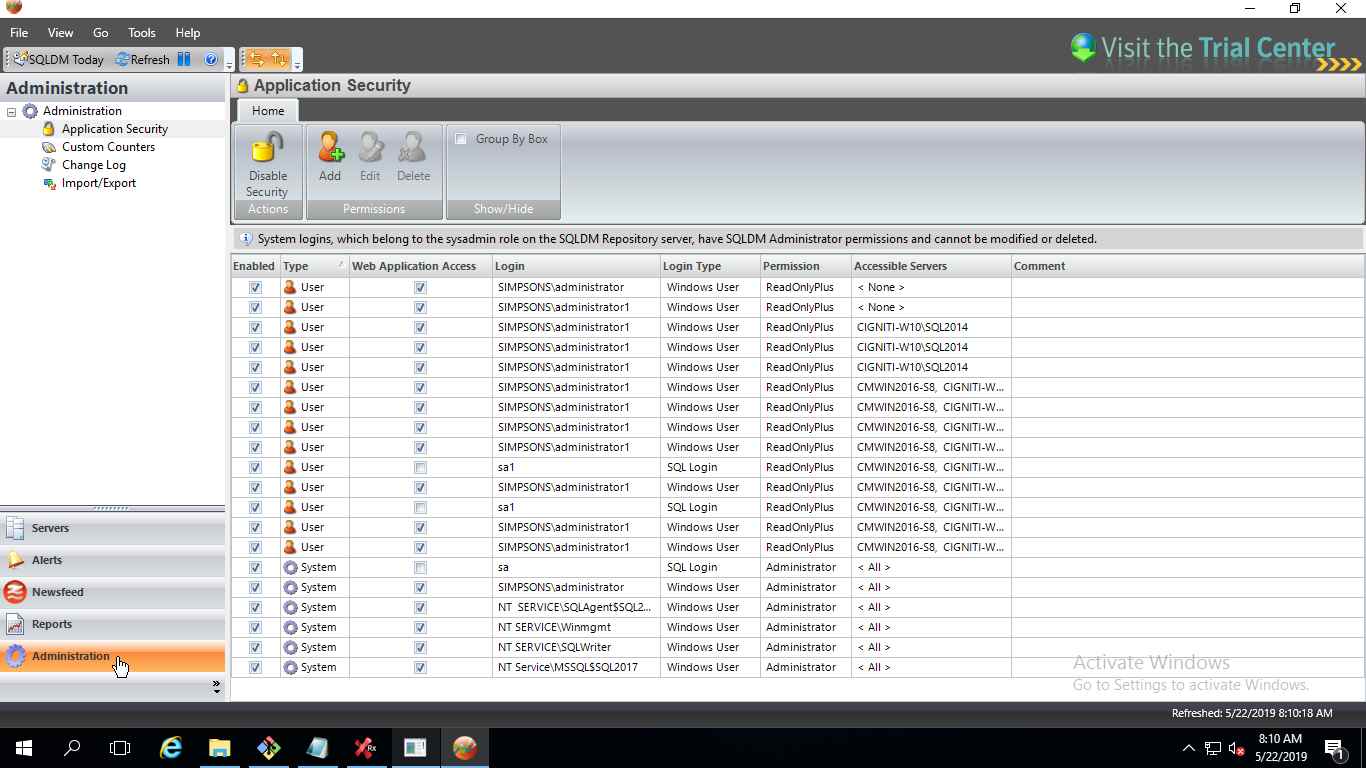 File View Go Tools Help
SQLDM Today Refresh
Visit the Trial Center
Administration
Application Security
Administration
Application Security
Custom Counters
Change Log
Import/Export
Home
Disable Security
Add
Edit
Delete
Group By Box
Actions
Permissions
Show/Hide
System logins, which belong to the sysadmin role on the SQLDM Repository server, have SQLDM Administrator permissions and cannot be modified or deleted.
Enabled Type Web Application Access Login Login Type Permission Accessible Servers Comment
User SIMPSONS\administrator Windows User ReadOnlyPlus < None >
User SIMPSONS\administrator1 Windows User ReadOnlyPlus < None >
User SIMPSONS\administrator1 Windows User ReadOnlyPlus CIGNITI-W10\SQL2014
User SIMPSONS\administrator1 Windows User ReadOnlyPlus CIGNITI-W10\SQL2014
User SIMPSONS\administrator1 Windows User ReadOnlyPlus CIGNITI-W10\SQL2014
User SIMPSONS\administrator1 Windows User ReadOnlyPlus CMWIN2016-S8, CIGNITI-W...
User SIMPSONS\administrator1 Windows User ReadOnlyPlus CMWIN2016-S8, CIGNITI-W...
User SIMPSONS\administrator1 Windows User ReadOnlyPlus CMWIN2016-S8, CIGNITI-W...
User SIMPSONS\administrator1 Windows User ReadOnlyPlus CMWIN2016-S8, CIGNITI-W...
User sa1 SQL Login ReadOnlyPlus CMWIN2016-S8, CIGNITI-W...
User SIMPSONS\administrator1 Windows User ReadOnlyPlus CMWIN2016-S8, CIGNITI-W...
User sa1 SQL Login ReadOnlyPlus CMWIN2016-S8, CIGNITI-W...
User SIMPSONS\administrator1 Windows User ReadOnlyPlus CMWIN2016-S8, CIGNITI-W...
User SIMPSONS\administrator1 Windows User ReadOnlyPlus CMWIN2016-S8, CIGNITI-W...
System sa SQL Login Administrator < All >
System SIMPSONS\administrator Windows User Administrator < All >
System NT SERVICE\SQLAgent$SQL2... Windows User Administrator < All >
System NT SERVICE\Winmgmt Windows User Administrator < All >
System NT SERVICE\SQLWriter Windows User Administrator < All >
System NT Service\MSSQL$SQL2017 Windows User Administrator < All >
Servers
Alerts
Newsfeed
Reports
Administration
Activate Windows
Go to Settings to activate Windows.
Refreshed: 5/22/2019 8:10:18 AM
Rx
8:10 AM
5/22/2019
1